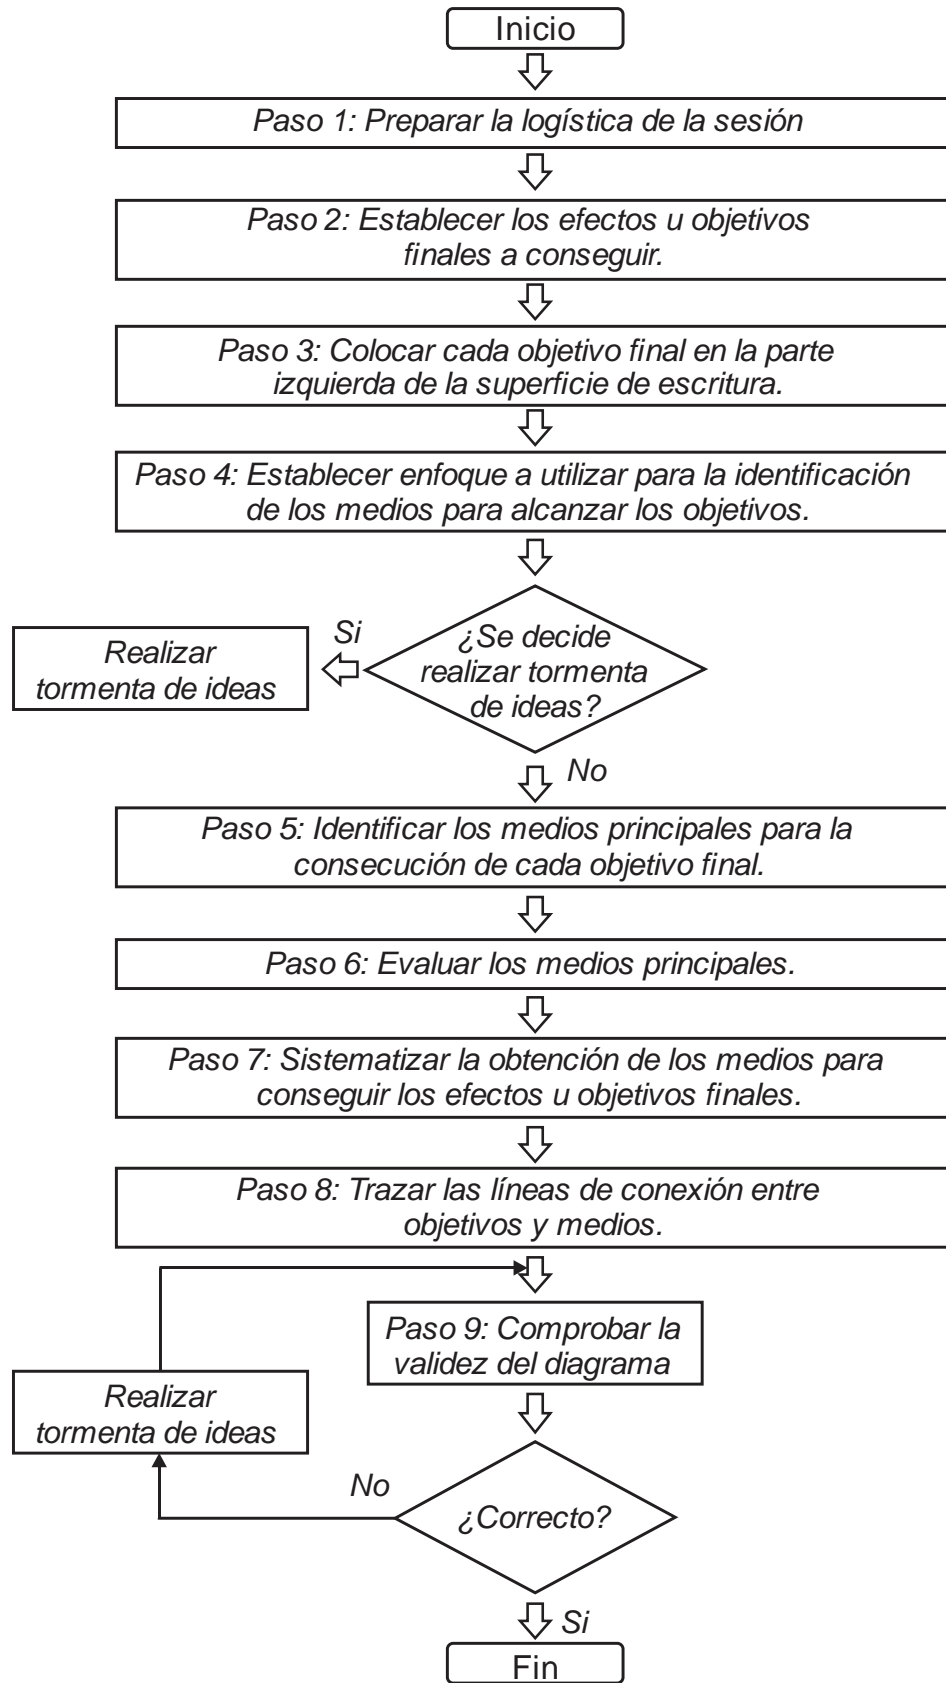 Inicio
Paso 1: Preparar la logística de la sesión
Paso 2: Establecer los efectos u objetivos
finales a conseguir.
Paso 3: Colocar cada objetivo final en la parte
izquierda de la superficie de escritura.
Paso 4: Establecer enfoque a utilizar para la identificación
de los medios para alcanzar los objetivos.
¿Se decide
realizar tormenta
de ideas?
Si
Realizar
tormenta de ideas
No
Paso 5: Identificar los medios principales para la
consecución de cada objetivo final.
Paso 6: Evaluar los medios principales.
Paso 7: Sistematizar la obtención de los medios para
conseguir los efectos u objetivos finales.
Paso 8: Trazar las líneas de conexión entre
objetivos y medios.
Paso 9: Comprobar la
validez del diagrama
Realizar
tormenta de ideas
No
¿Correcto?
Si
Fin